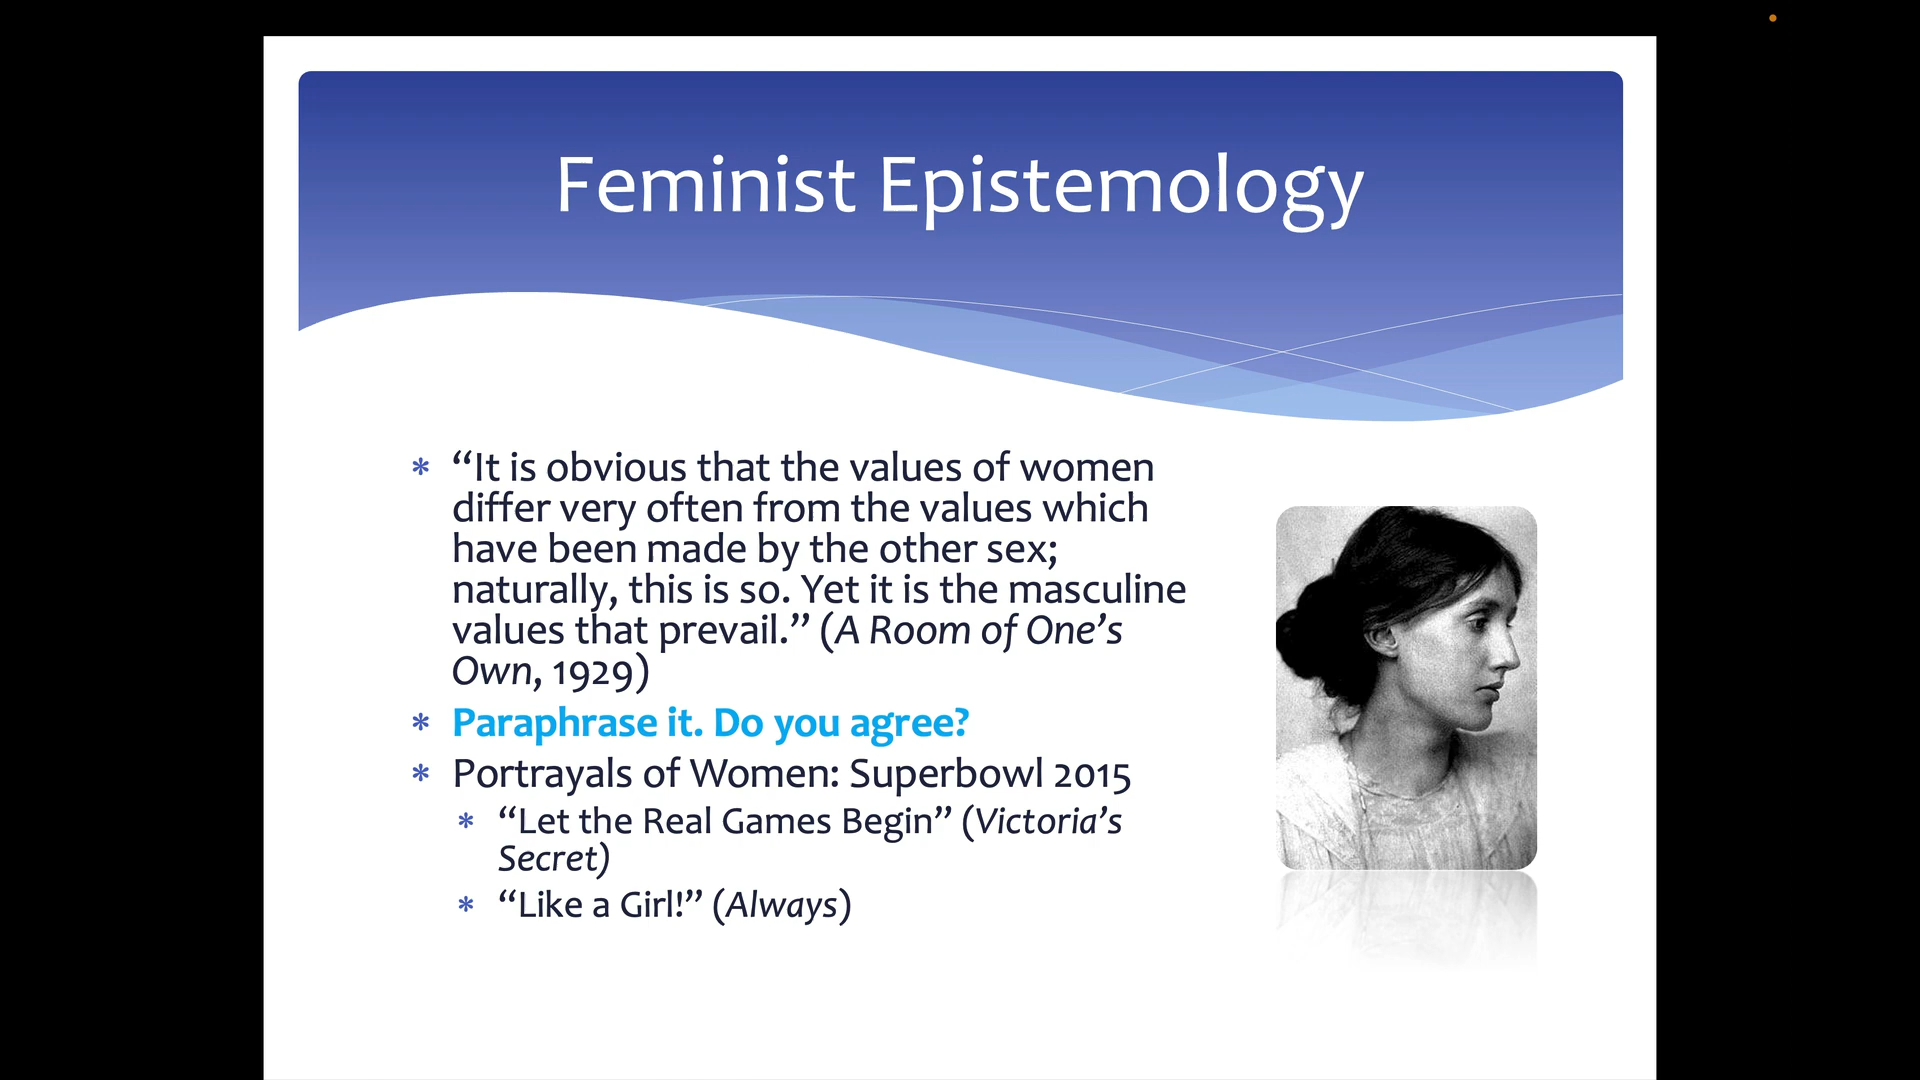 Feminist Epistemology
* “It is obvious that the values of women
differ very often from the values which
have been made by the other sex;
naturally, this is so. Yet it is the masculine
values that prevail.” (A Room of One’s
Own, 1929)
* Paraphrase it. Do you agree?
* Portrayals of Women: Superbowl 2015
* “Let the Real Games Begin” (Victoria’s
Secret)
* “Like a Girl!” (Always)